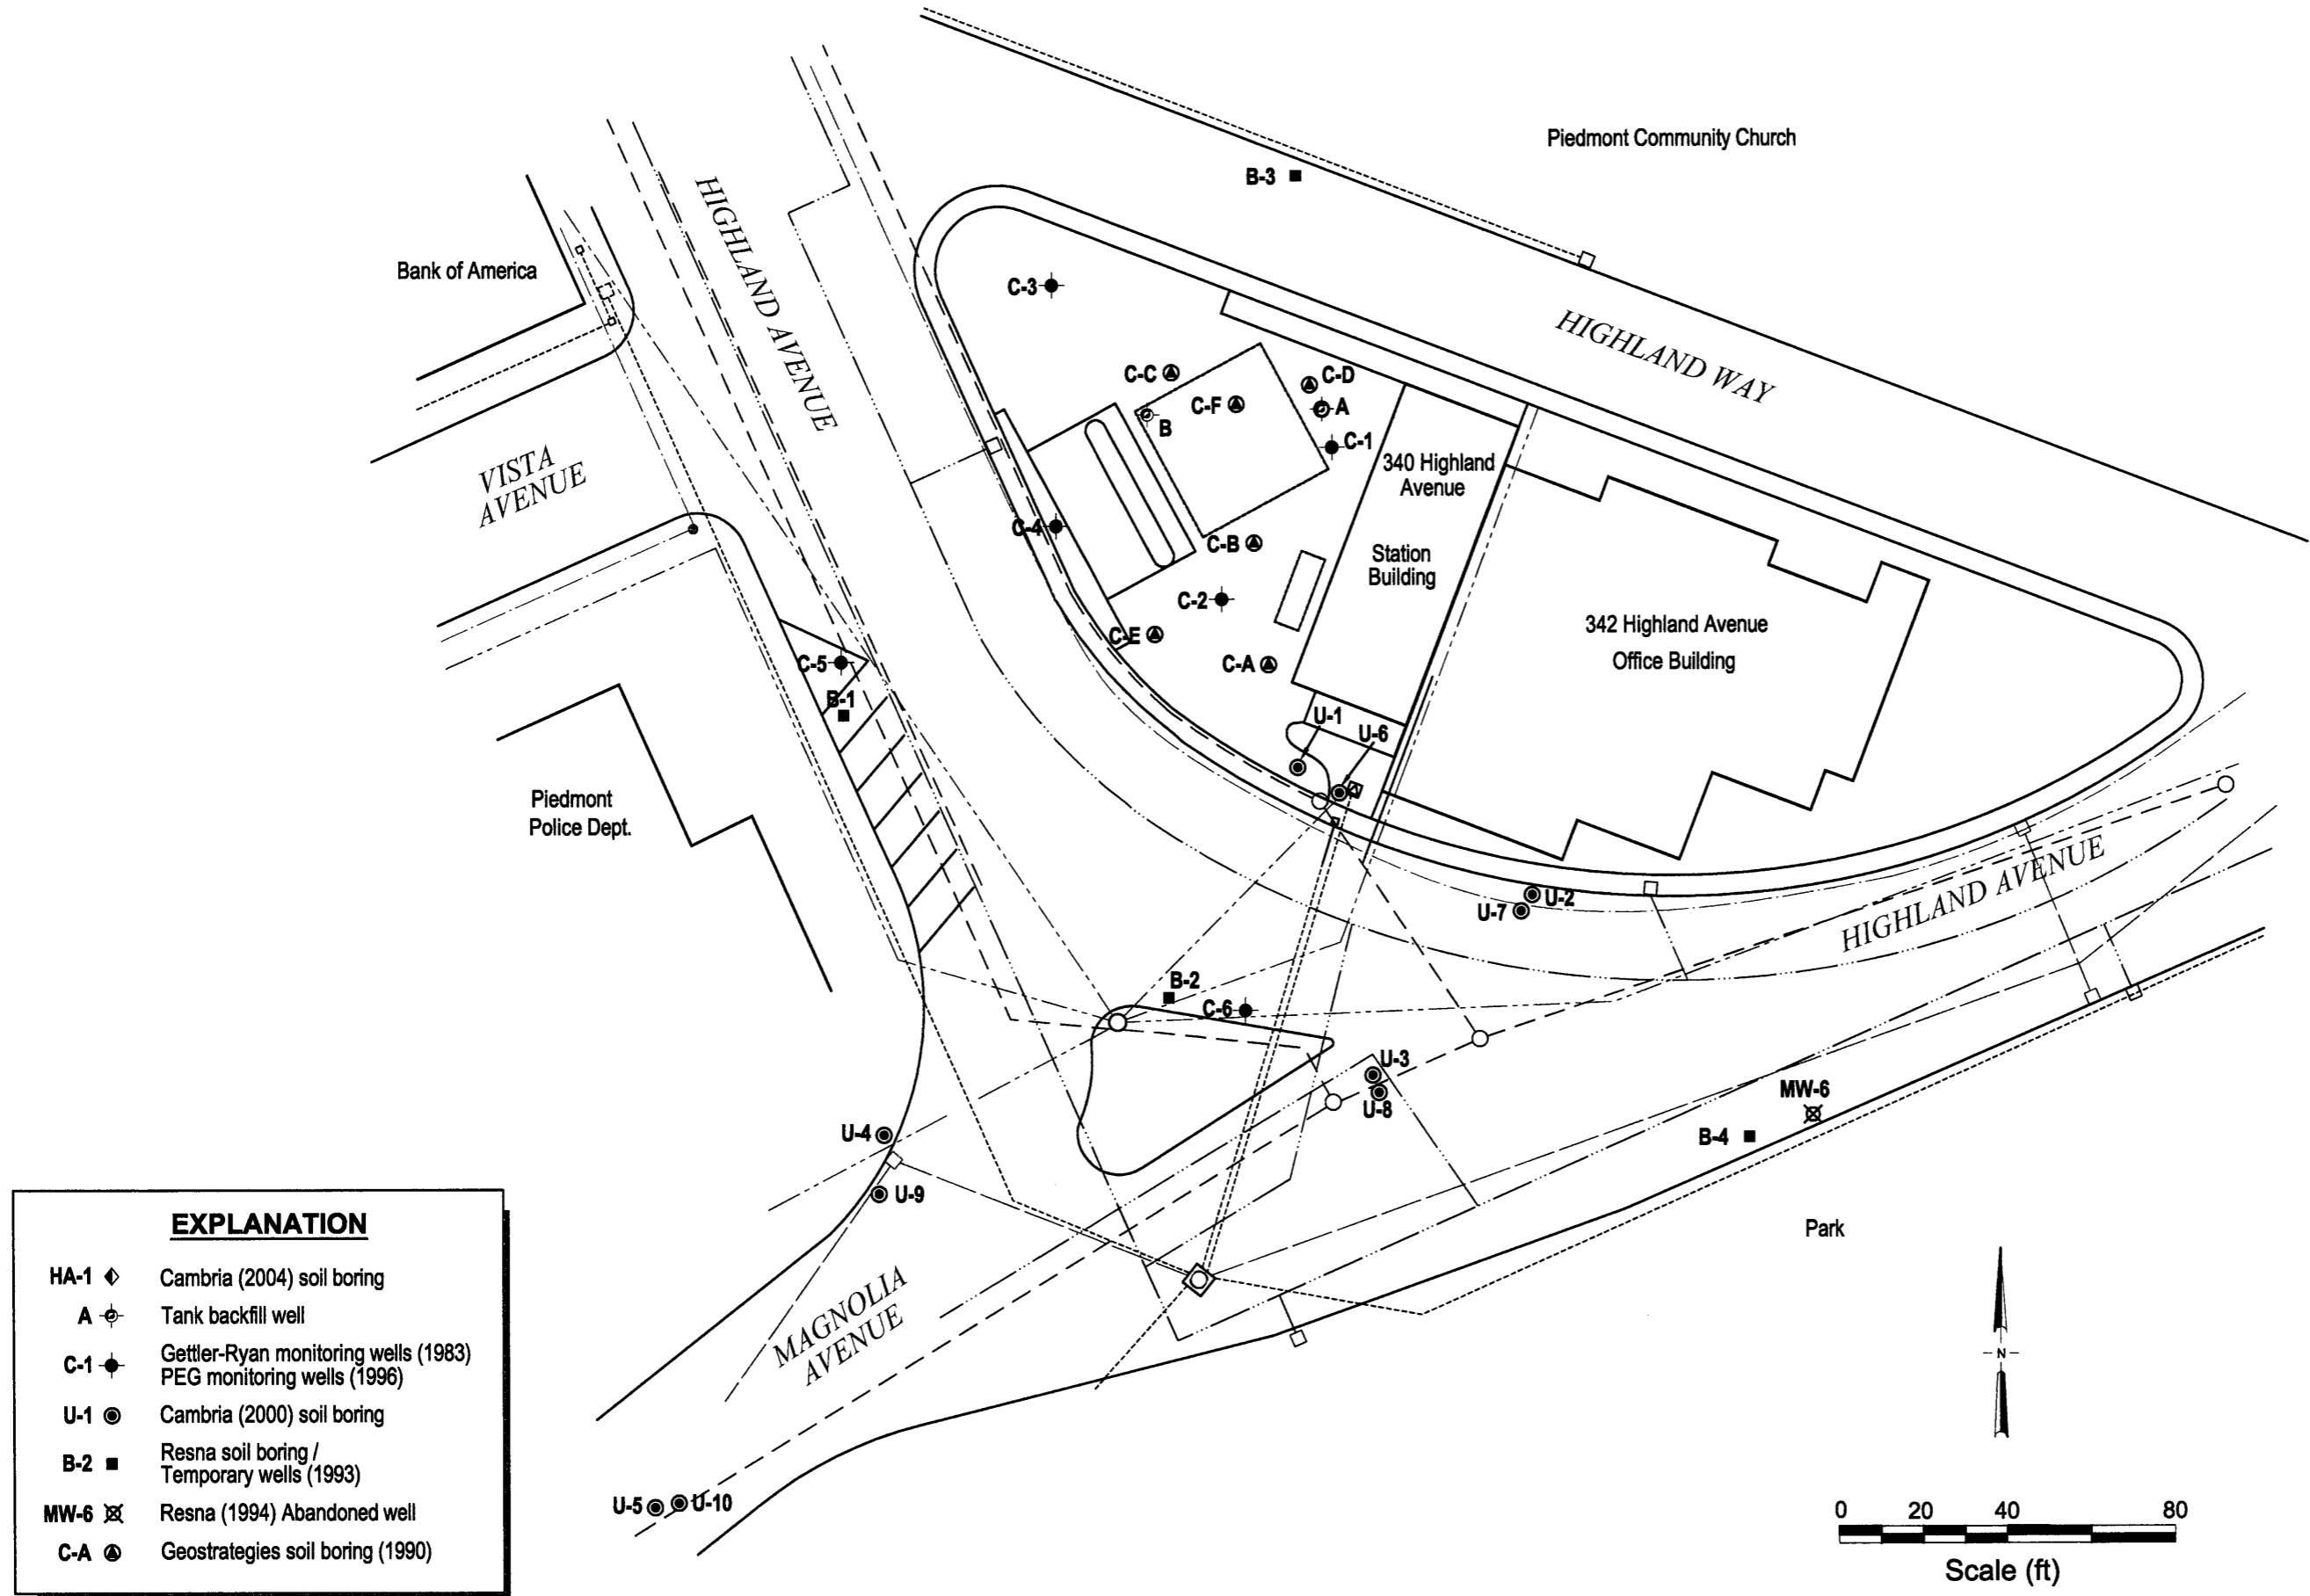 Piedmont Community Church
B-3
HIGHLAND AVENUE
Bank of America
C-3
HIGHLAND WAY
C-C
C-D
C-F
A
B
C-1
340 Highland
Avenue
VISTA
AVENUE
C-4
C-B
Station
Building
C-2
342 Highland Avenue
Office Building
C-E
C-5
C-A
B-1
U-1
U-6
Piedmont
Police Dept.
HIGHLAND AVENUE
U-2
U-7
B-2
C-6
U-3
MW-6
U-8
U-4
B-4
U-9
Park
MAGNOLIA
AVENUE
U-5
U-10
EXPLANATION
HA-1 Cambria (2004) soil boring
A Tank backfill well
C-1 Gettler-Ryan monitoring wells (1983)
PEG monitoring wells (1996)
U-1 Cambria (2000) soil boring
B-2 Resna soil boring /
Temporary wells (1993)
MW-6 Resna (1994) Abandoned well
C-A Geostrategies soil boring (1990)
N
0 20 40 80
Scale (ft)